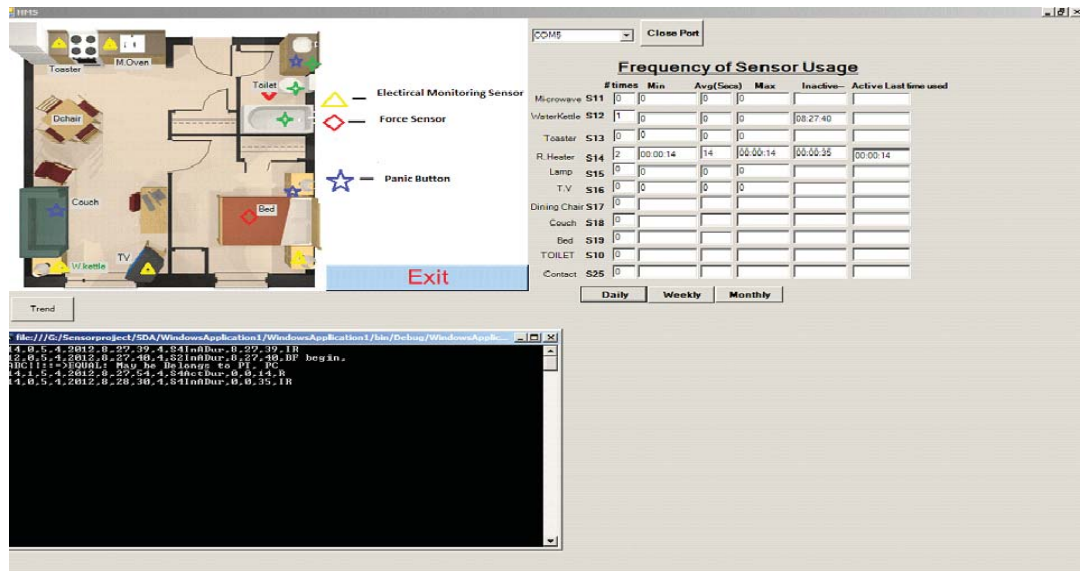 HMS
COM5
Close Port
Frequency of Sensor Usage
# times Min Avg(Secs) Max Inactive-- Active Last time used
Microwave S11 0 0 0 0
WaterKettle S12 1 0 0 0 08:27:40
Toaster S13 0 0 0 0
R.Heater S14 2 00:00:14 14 00:00:14 00:00:35 00:00:14
Lamp S15 0 0 0 0
T.V S16 0 0 0 0
Dining Chair S17 0
Couch S18 0
Bed S19 0
TOILET S10 0
Contact S25 0
Daily Weekly Monthly
Toaster
M.Oven
Toilet
Dchair
Couch
Bed
W.kettle
TV
Electircal Monitoring Sensor
Force Sensor
Panic Button
Exit
Trend
file:///G:/Sensorproject/SDA/WindowsApplication1/WindowsApplication1/bin/Debug/WindowsApplic...
14,0,5,4,2012,8,27,39,4,S4InADur,8,27,39,IR
12,0,5,4,2012,8,27,40,4,S2InADur,8,27,40,BF begin,
ABC!!!!=>EQUAL: May be Belongs to PI, PC
14,1,5,4,2012,8,27,54,4,S4ActDur,0,0,14,R
14,0,5,4,2012,8,28,30,4,S4InADur,0,0,35,IR